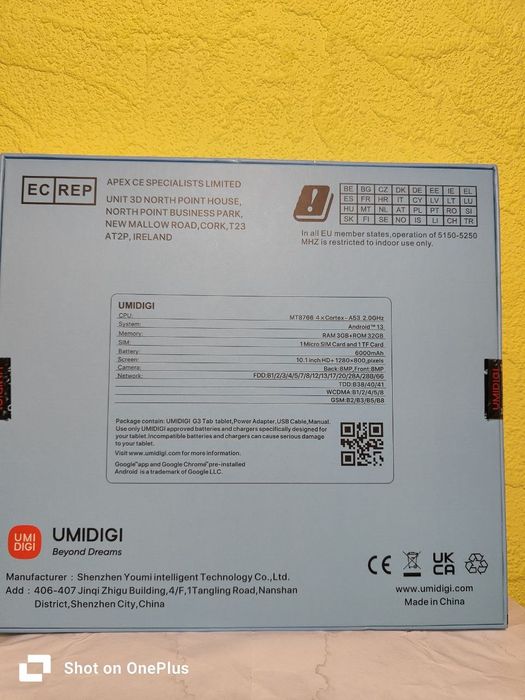 EC REP
APEX CE SPECIALISTS LIMITED
UNIT 3D NORTH POINT HOUSE,
NORTH POINT BUSINESS PARK,
NEW MALLOW ROAD,CORK,T23
AT2P, IRELAND
BE BG CZ DK DE EE IE EL
ES FR HR IT CY LV LT LU
HU MT NL AT PL PT RO SI
SK FI SE NO IS LI CH TR
In all EU member states,operation of 5150-5250
MHZ is restricted to indoor use only.
UMIDIGI
CPU: MT8766 4×Cortex-A53 2.0GHz
System: Android™ 13
Memory: RAM 3GB+ROM 32GB
SIM: 1 Micro SIM Card and 1 TF Card
Battery: 6000mAh
Screen: 10.1 inch HD+ 1280×800,pixels
Camera: Back:8MP,Front:8MP
Network: FDD:B1/2/3/4/5/7/8/12/13/17/20/28A/28B/66
TDD:B38/40/41
WCDMA:B1/2/4/5/8
GSM:B2/B3/B5/B8
Package contain: UMIDIGI G3 Tab tablet,Power Adapter,USB Cable,Manual.
Use only UMIDIGI approved batteries and chargers specifically designed for
your tablet.Incompatible batteries and chargers can cause serious damage
to your tablet.
Visit www.umidigi.com for more information.
Google™app and Google Chrome™pre-installed
Android is a trademark of Google LLC.
UMIDIGI
UMI
DIGI
UMIDIGI
Beyond Dreams
UK
CA
Manufacturer : Shenzhen Youmi intelligent Technology Co.,Ltd.
Add : 406-407 Jinqi Zhigu Building,4/F,1Tangling Road,Nanshan
District,Shenzhen City,China
www.umidigi.com
Made in China
Shot on OnePlus